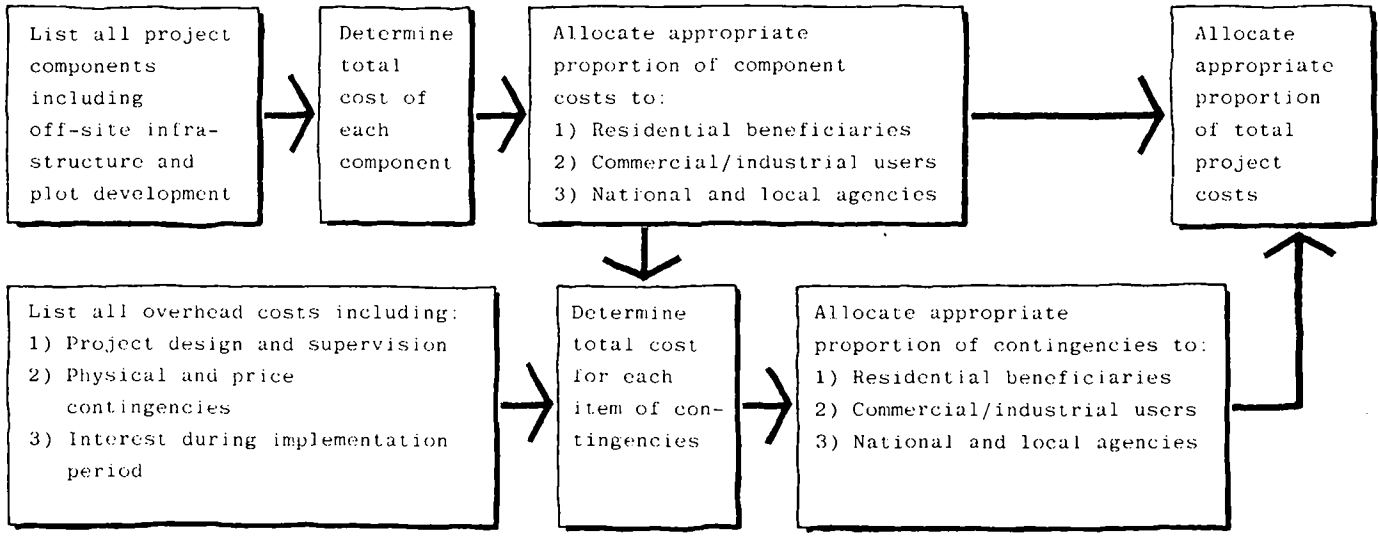 List all project
components
including
off-site infra-
structure and
plot development
Determine
total
cost of
each
component
Allocate appropriate
proportion of component
costs to:
1) Residential beneficiaries
2) Commercial/industrial users
3) National and local agencies
Allocate
appropriate
proportion
of total
project
costs
List all overhead costs including:
1) Project design and supervision
2) Physical and price
contingencies
3) Interest during implementation
period
Determine
total cost
for each
item of con-
tingencies
Allocate appropriate
proportion of contingencies to:
1) Residential beneficiaries
2) Commercial/industrial users
3) National and local agencies